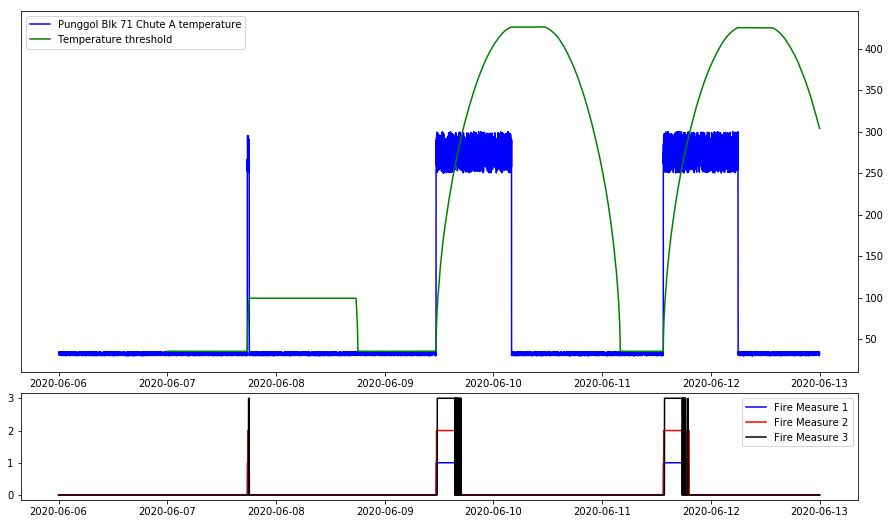 Punggol Blk 71 Chute A temperature
Temperature threshold
400
350
300
250
200
150
100
50
2020-06-06 2020-06-07 2020-06-08 2020-06-09 2020-06-10 2020-06-11 2020-06-12 2020-06-13
3
2
1
0
Fire Measure 1
Fire Measure 2
Fire Measure 3
2020-06-06 2020-06-07 2020-06-08 2020-06-09 2020-06-10 2020-06-11 2020-06-12 2020-06-13